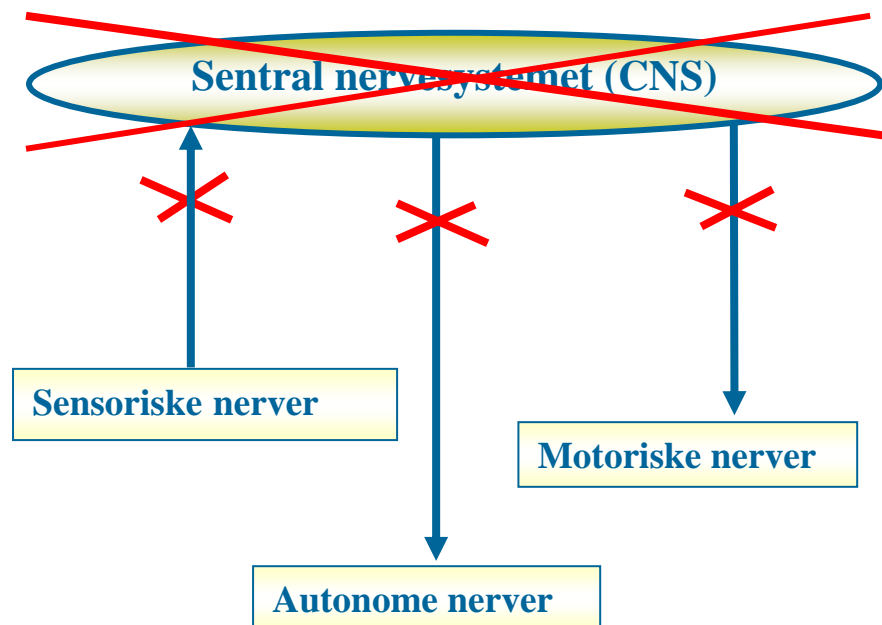 Sentral nervesystemet (CNS)
Sensoriske nerver
Motoriske nerver
Autonome nerver